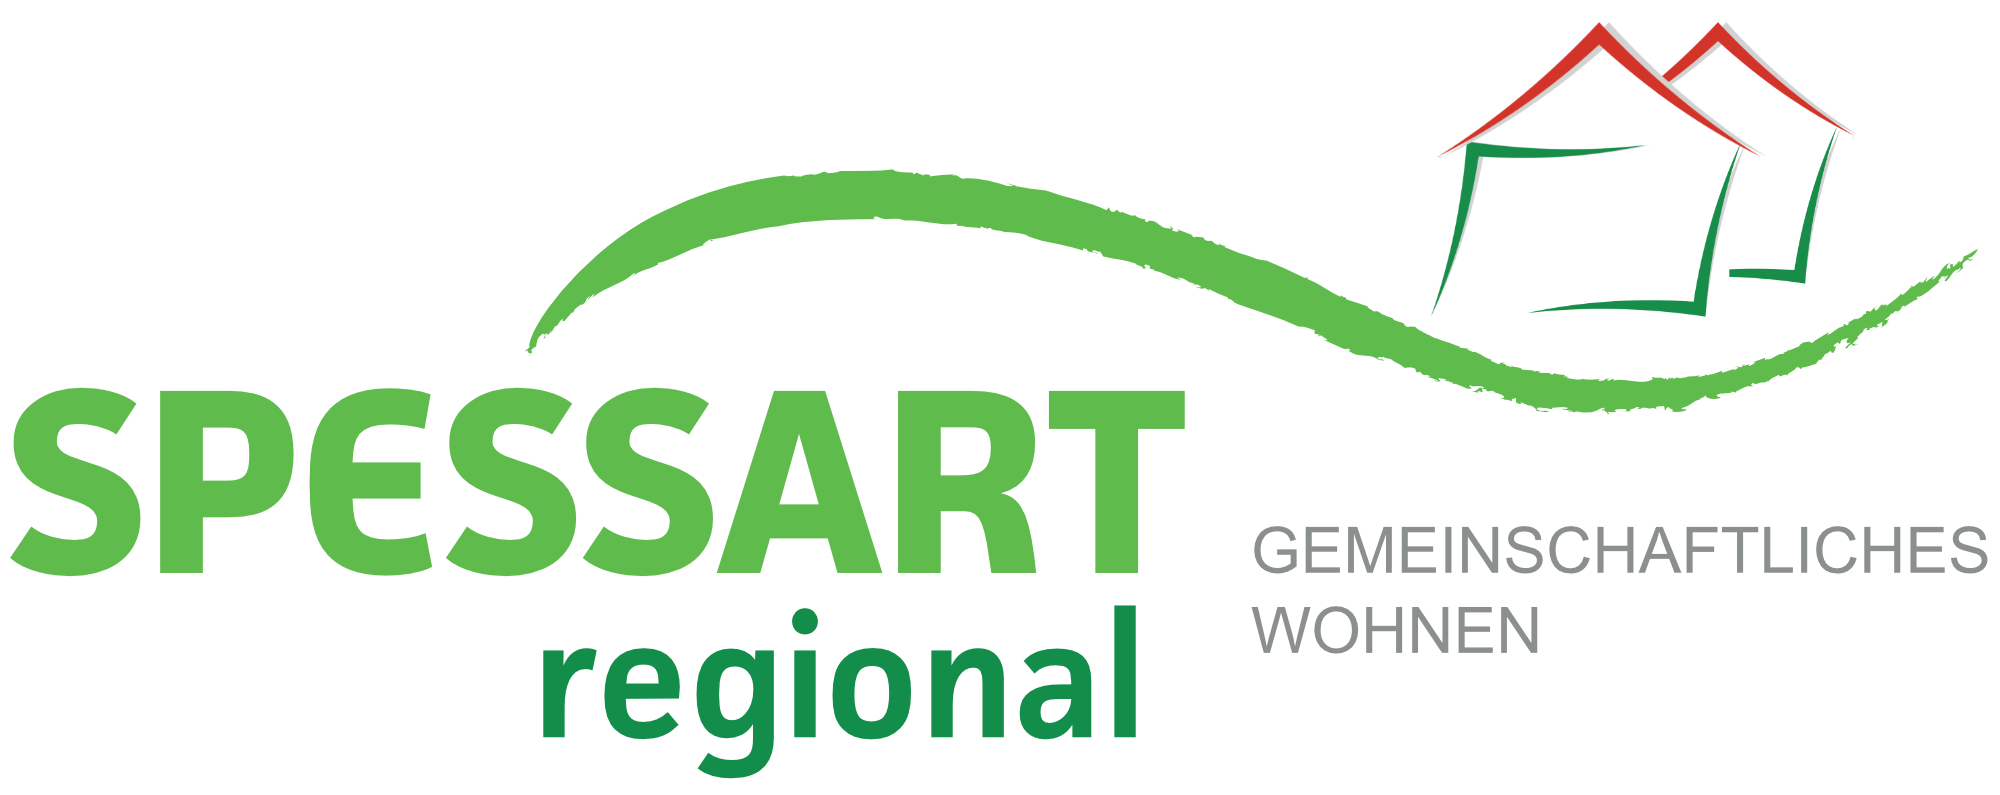 SPESSART
regional
GEMEINSCHAFTLICHES
WOHNEN